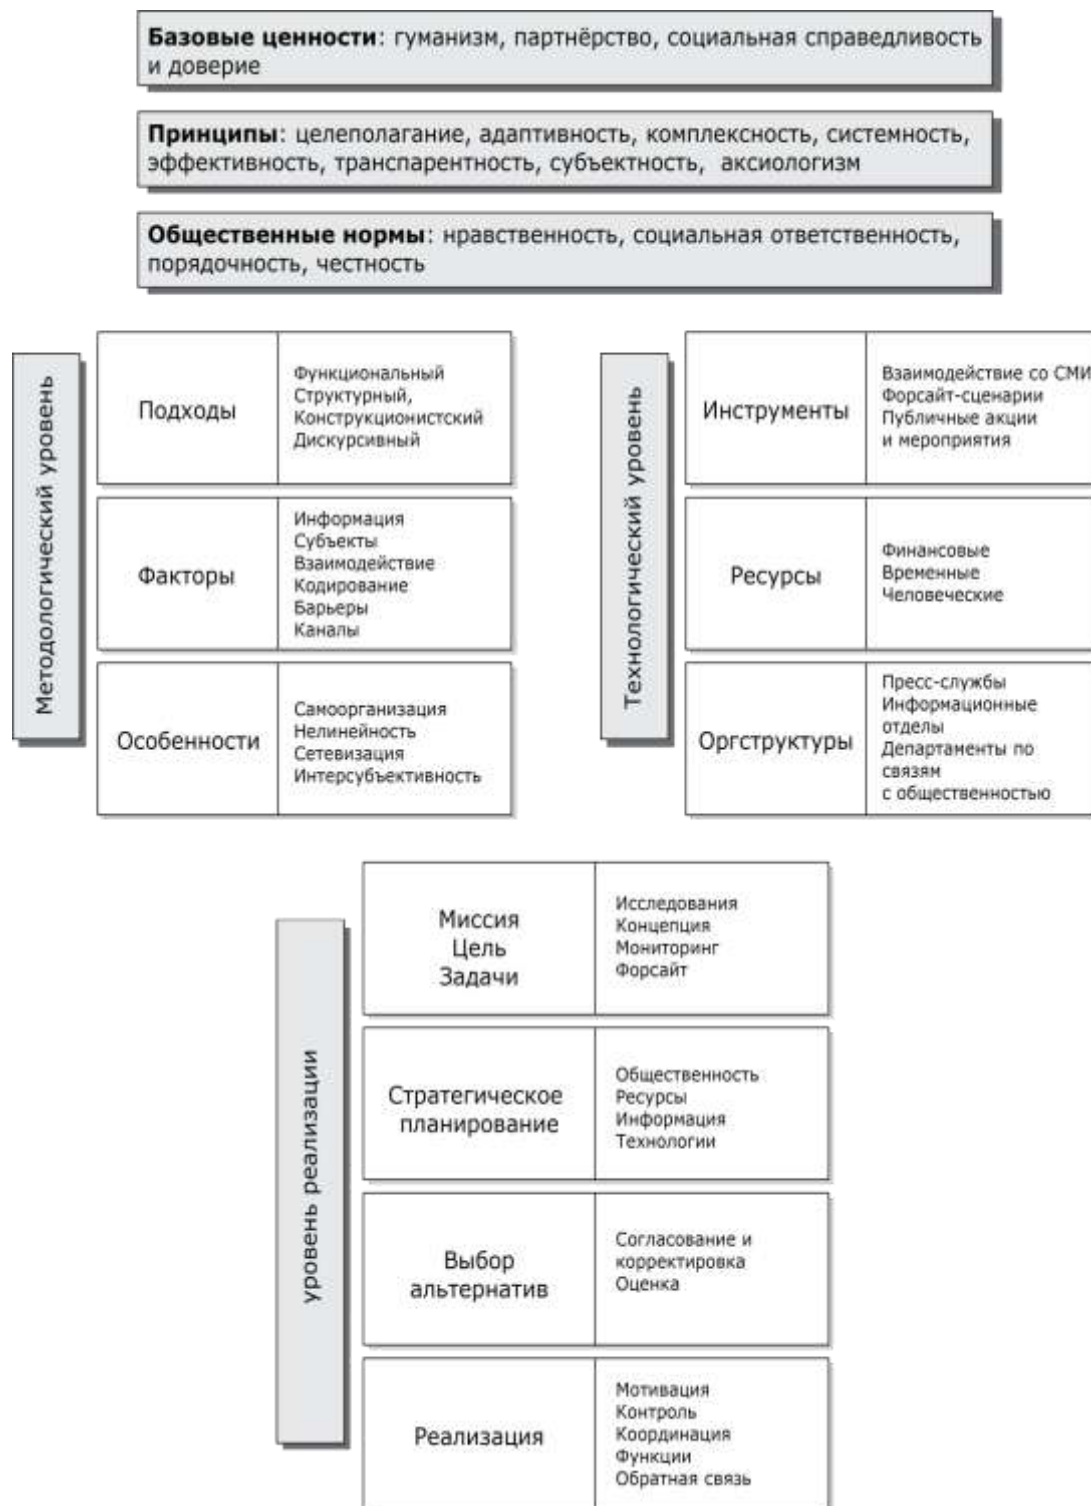 Базовые ценности: гуманизм, партнёрство, социальная справедливость
и доверие
Принципы: целеполагание, адаптивность, комплексность, системность,
эффективность, транспарентность, субъектность, аксиологизм
Общественные нормы: нравственность, социальная ответственность,
порядочность, честность
Методологический уровень
Подходы
Функциональный
Структурный,
Конструкционистский
Дискурсивный
Факторы
Информация
Субъекты
Взаимодействие
Кодирование
Барьеры
Каналы
Особенности
Самоорганизация
Нелинейность
Сетевизация
Интерсубъективность
Технологический уровень
Инструменты
Взаимодействие со СМИ
Форсайт-сценарии
Публичные акции
и мероприятия
Ресурсы
Финансовые
Временные
Человеческие
Оргструктуры
Пресс-службы
Информационные
отделы
Департаменты по
связям
с общественностью
уровень реализации
Миссия
Цель
Задачи
Исследования
Концепция
Мониторинг
Форсайт
Стратегическое
планирование
Общественность
Ресурсы
Информация
Технологии
Выбор
альтернатив
Согласование и
корректировка
Оценка
Реализация
Мотивация
Контроль
Координация
Функции
Обратная связь